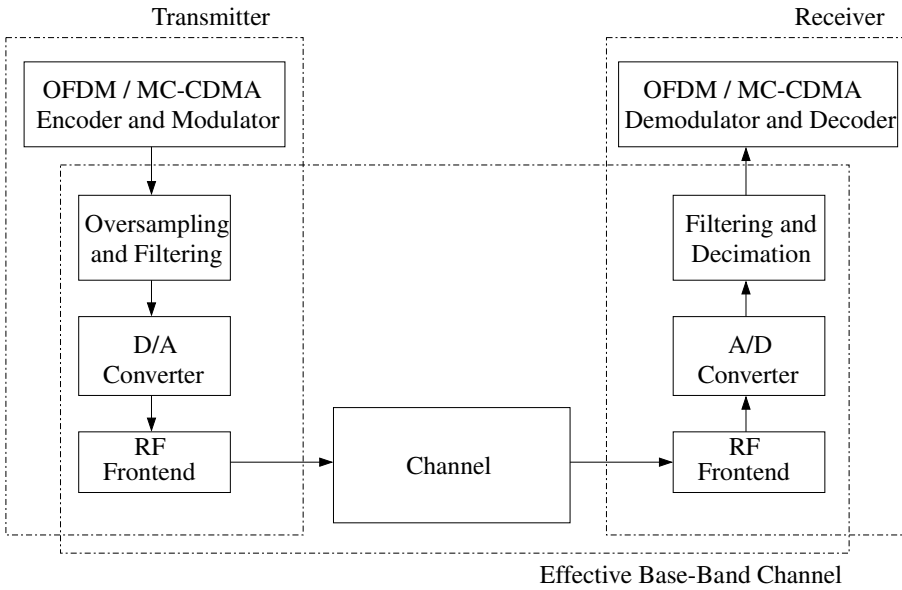 Transmitter
Receiver
OFDM / MC-CDMA
Encoder and Modulator
OFDM / MC-CDMA
Demodulator and Decoder
Oversampling
and Filtering
Filtering and
Decimation
D/A
Converter
A/D
Converter
RF
Frontend
Channel
RF
Frontend
Effective Base-Band Channel